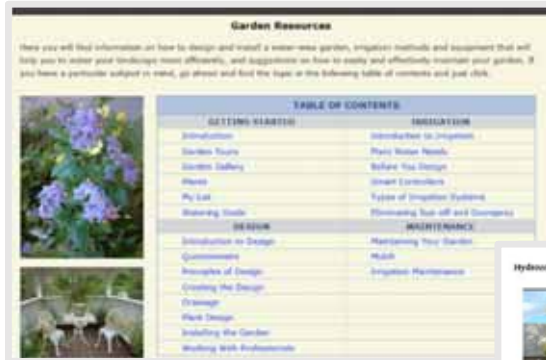 Garden Resources
Here you will find information on how to design and install a water-wise garden, irrigation methods and equipment that will
help you to water your landscape more efficiently, and suggestions on how to easily and effectively maintain your garden. If
you have a particular subject in mind, go ahead and find the topic in the following table of contents and just click.
TABLE OF CONTENTS
GETTING STARTED IRRIGATION
Introduction Introduction to Irrigation
Garden Tours Plant Water Needs
Garden Gallery Before You Design
Plants Smart Controllers
My List Types of Irrigation Systems
Watering Guide Eliminating Run-off and Overspray
DESIGN MAINTENANCE
Introduction to Design Maintaining Your Garden
Questionnaire Mulch
Principles of Design Irrigation Maintenance
Creating the Design
Drainage
Plant Design
Installing the Garden
Working With Professionals